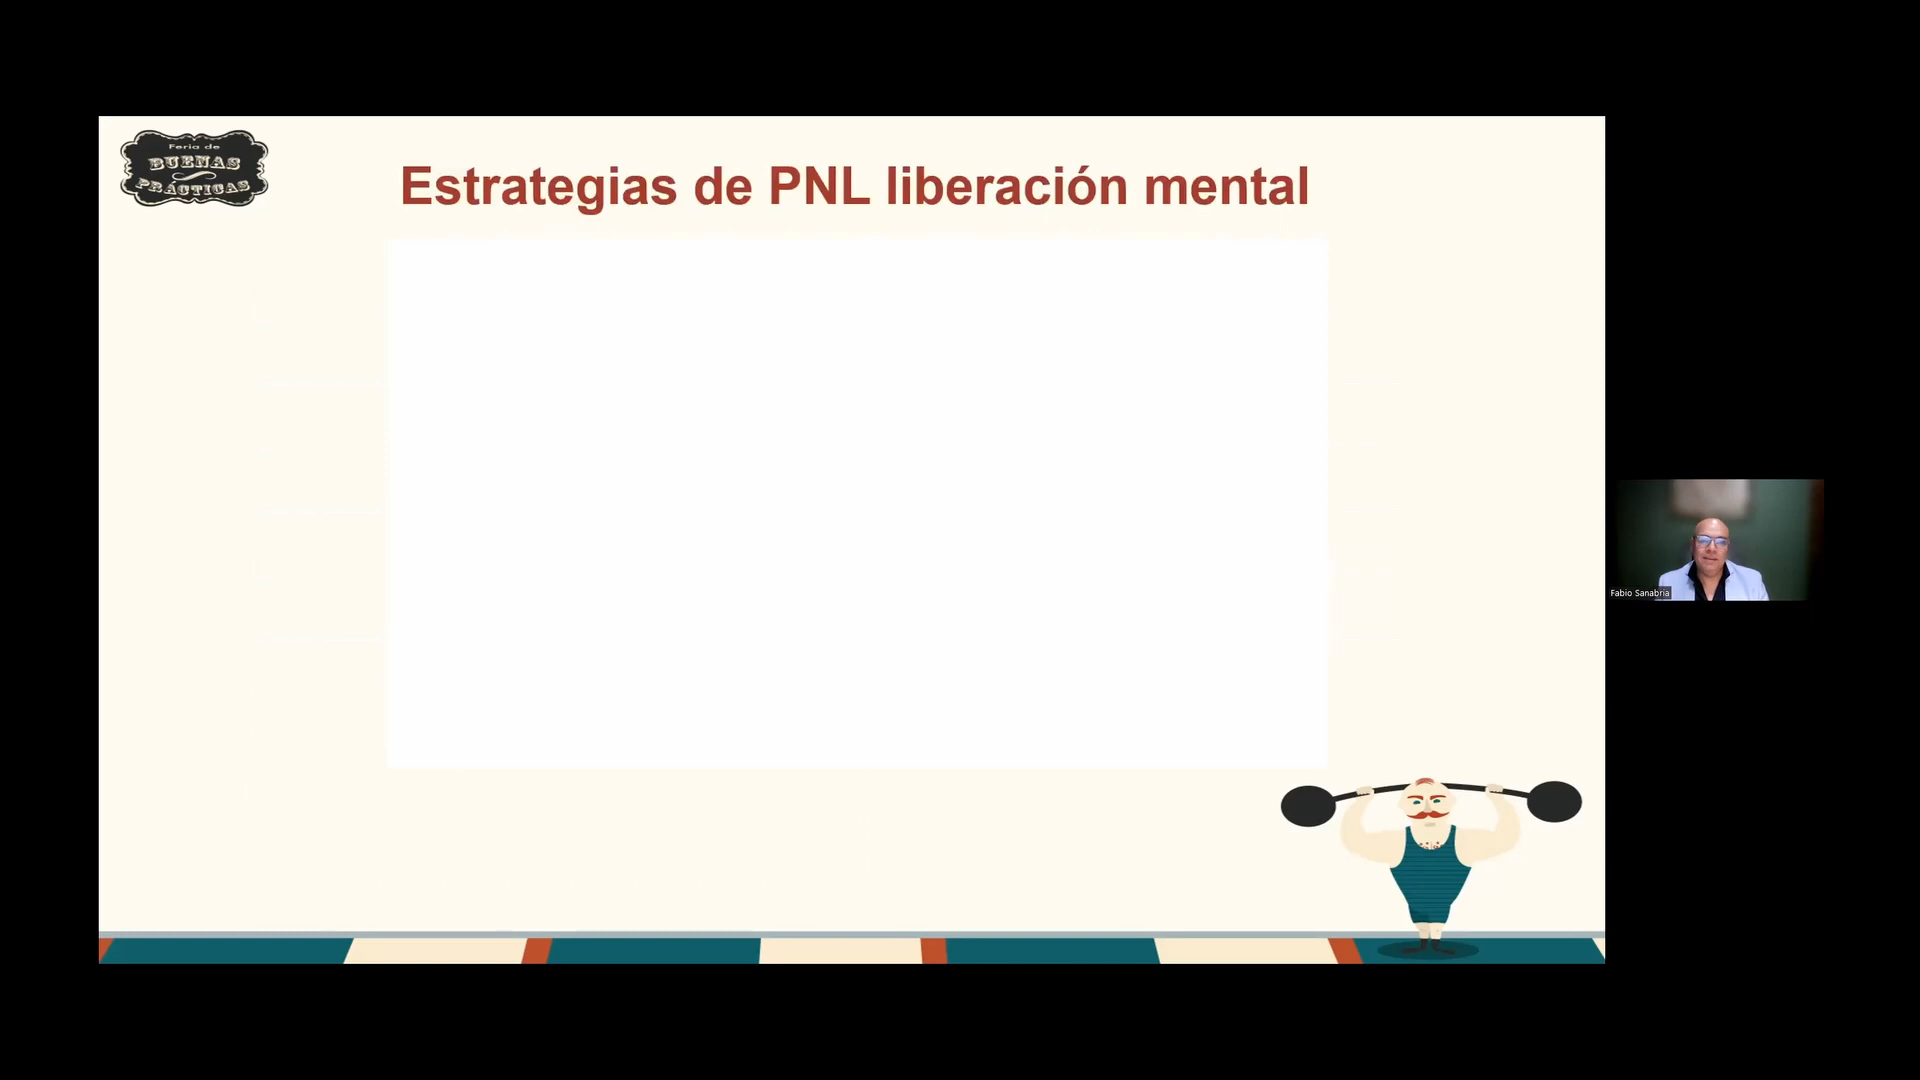 Feria de
BUENAS
PRÁCTICAS
Estrategias de PNL liberación mental
Fabio Sanabria